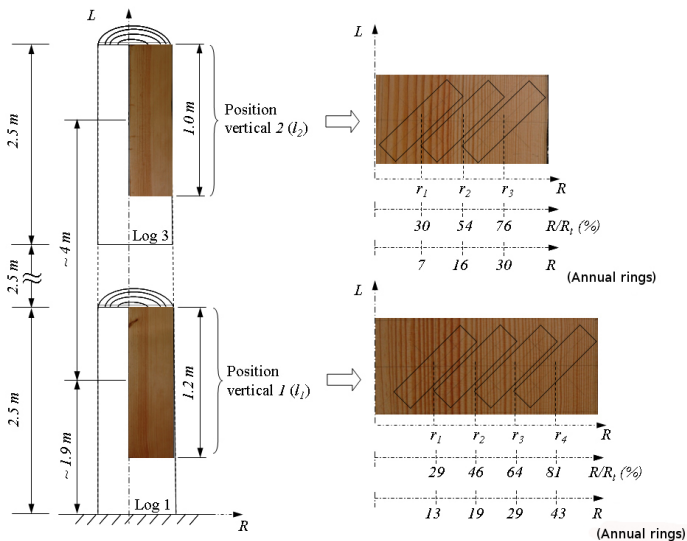 L
2.5 m
1.0 m
Position
vertical 2 (l2)
Log 3
~4 m
2.5 m
2.5 m
1.2 m
Position
vertical 1 (l1)
~1.9 m
Log 1
R
L
r1 r2 r3 R
30 54 76 R/Rt (%)
7 16 30 R
(Annual rings)
L
r1 r2 r3 r4 R
29 46 64 81 R/Rt (%)
13 19 29 43 R
(Annual rings)